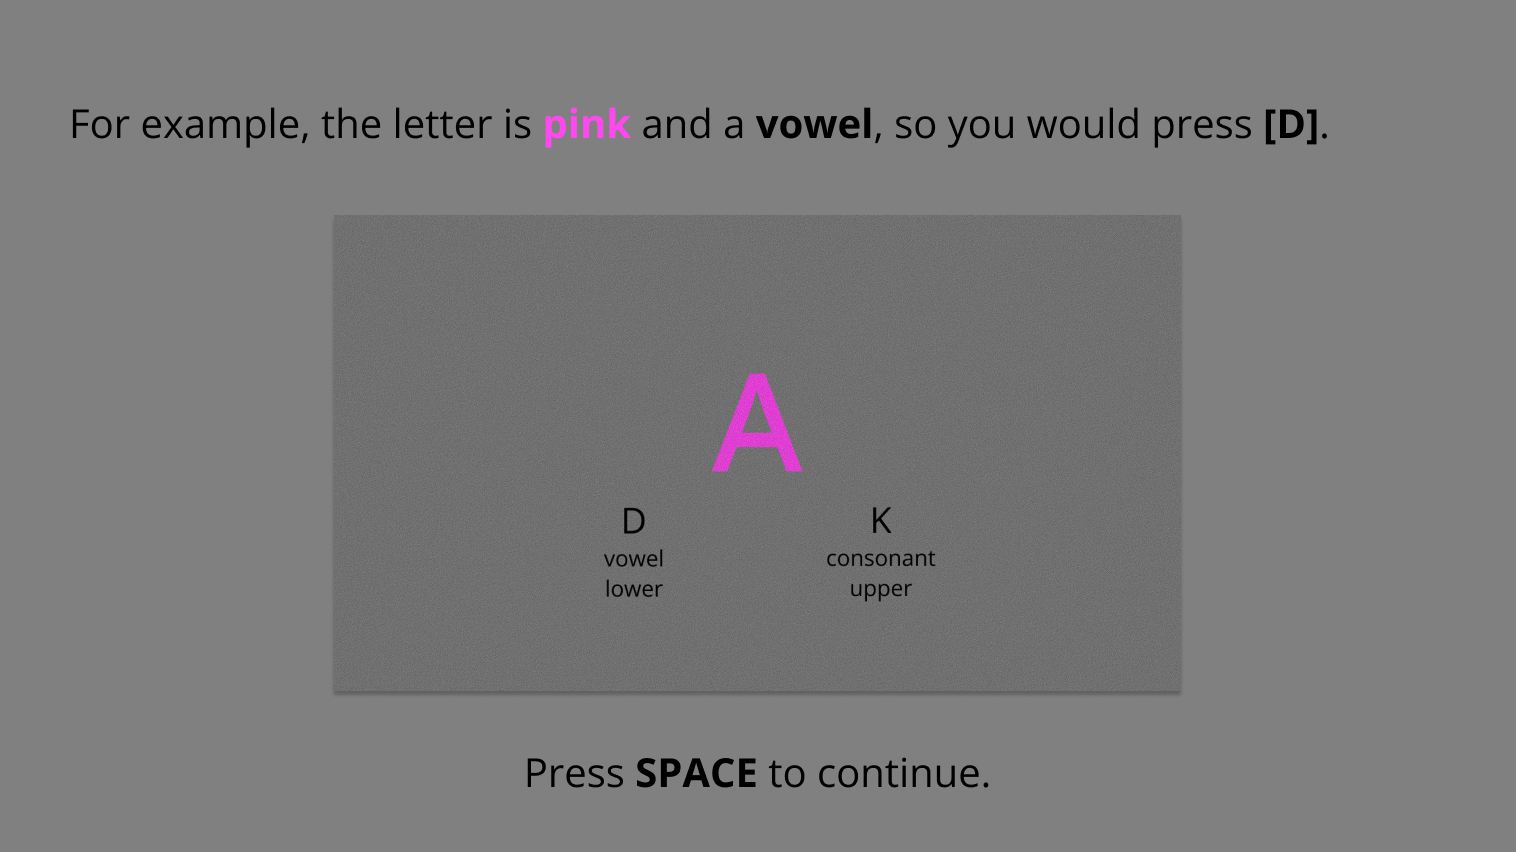 For example, the letter is pink and a vowel, so you would press [D].
A
D K
vowel consonant
lower upper
Press SPACE to continue.